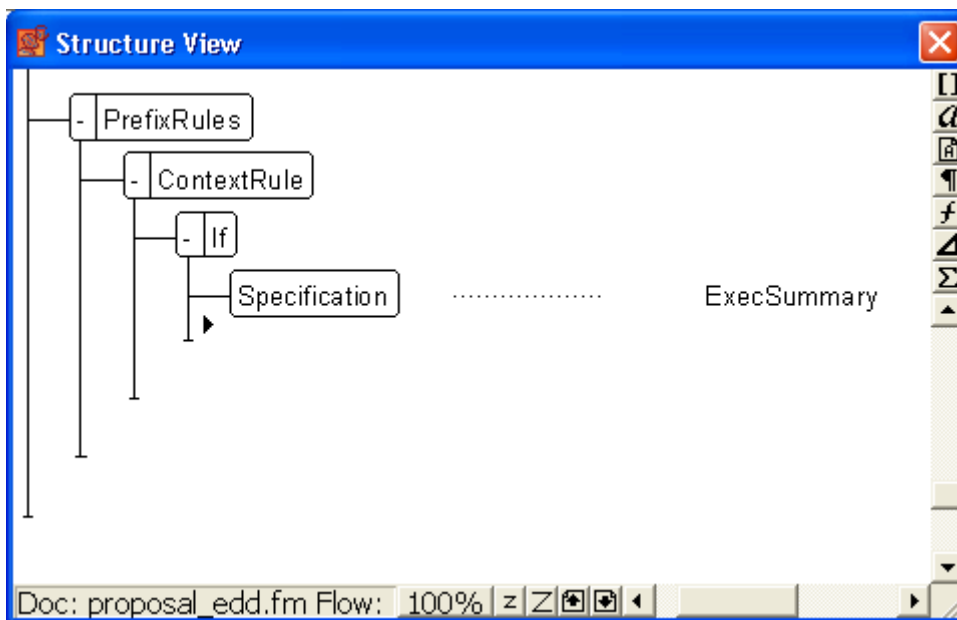 Structure View
- PrefixRules
- ContextRule
- If
Specification ExecSummary
Doc: proposal_edd.fm Flow: 100% z Z